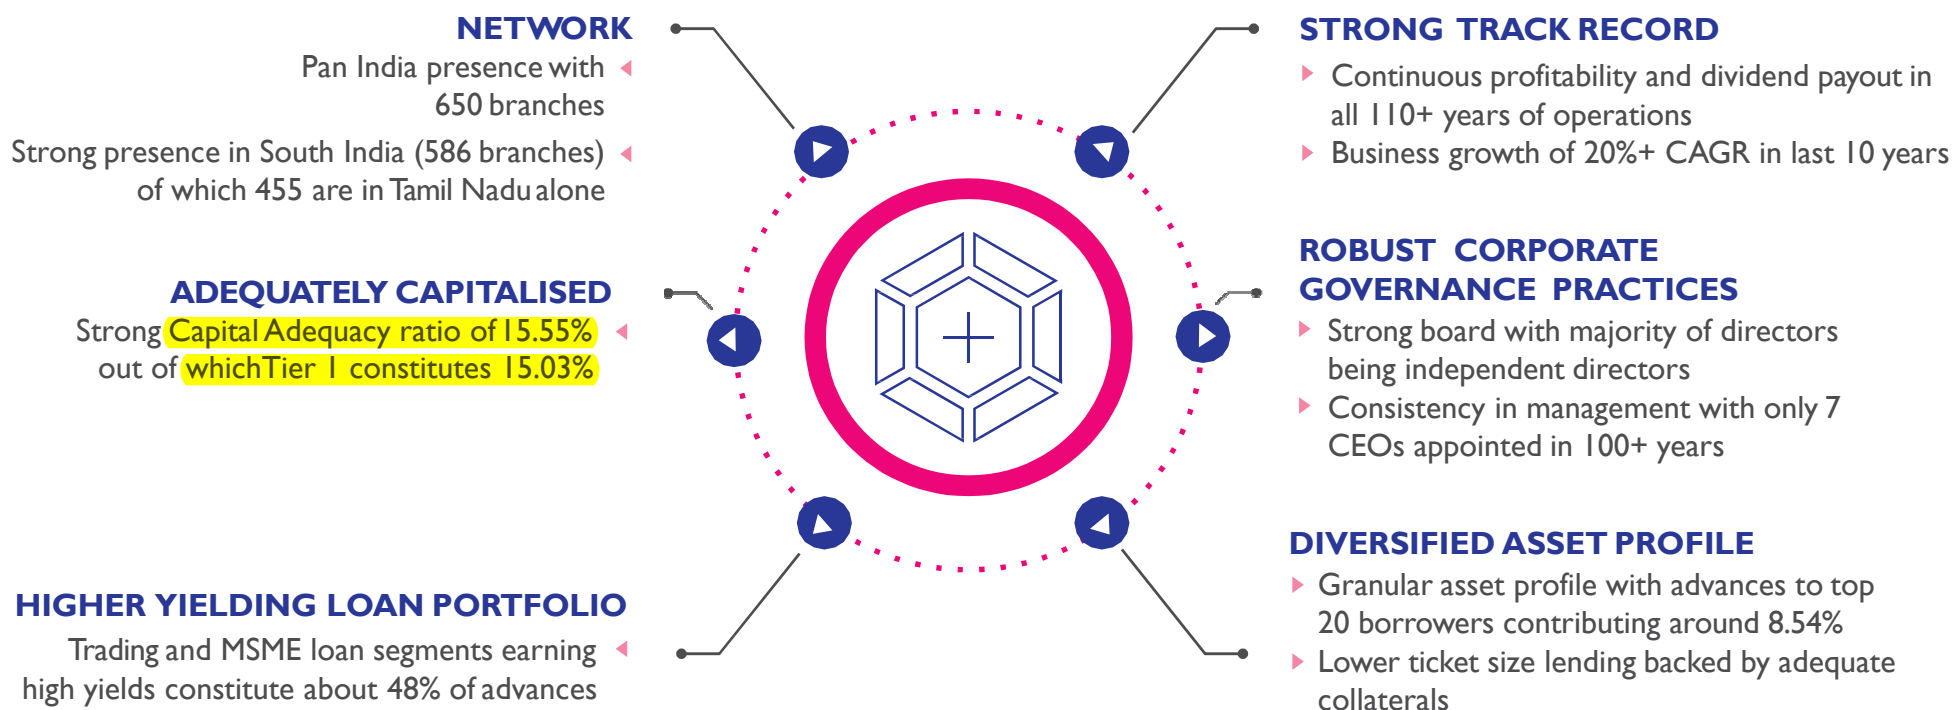 NETWORK
Pan India presence with
650 branches
Strong presence in South India (586 branches)
of which 455 are in Tamil Nadu alone
ADEQUATELY CAPITALISED
Strong Capital Adequacy ratio of 15.55%
out of which Tier 1 constitutes 15.03%
HIGHER YIELDING LOAN PORTFOLIO
Trading and MSME loan segments earning
high yields constitute about 48% of advances
STRONG TRACK RECORD
Continuous profitability and dividend payout in
all 110+ years of operations
Business growth of 20%+ CAGR in last 10 years
ROBUST CORPORATE
GOVERNANCE PRACTICES
Strong board with majority of directors
being independent directors
Consistency in management with only 7
CEOs appointed in 100+ years
DIVERSIFIED ASSET PROFILE
Granular asset profile with advances to top
20 borrowers contributing around 8.54%
Lower ticket size lending backed by adequate
collaterals